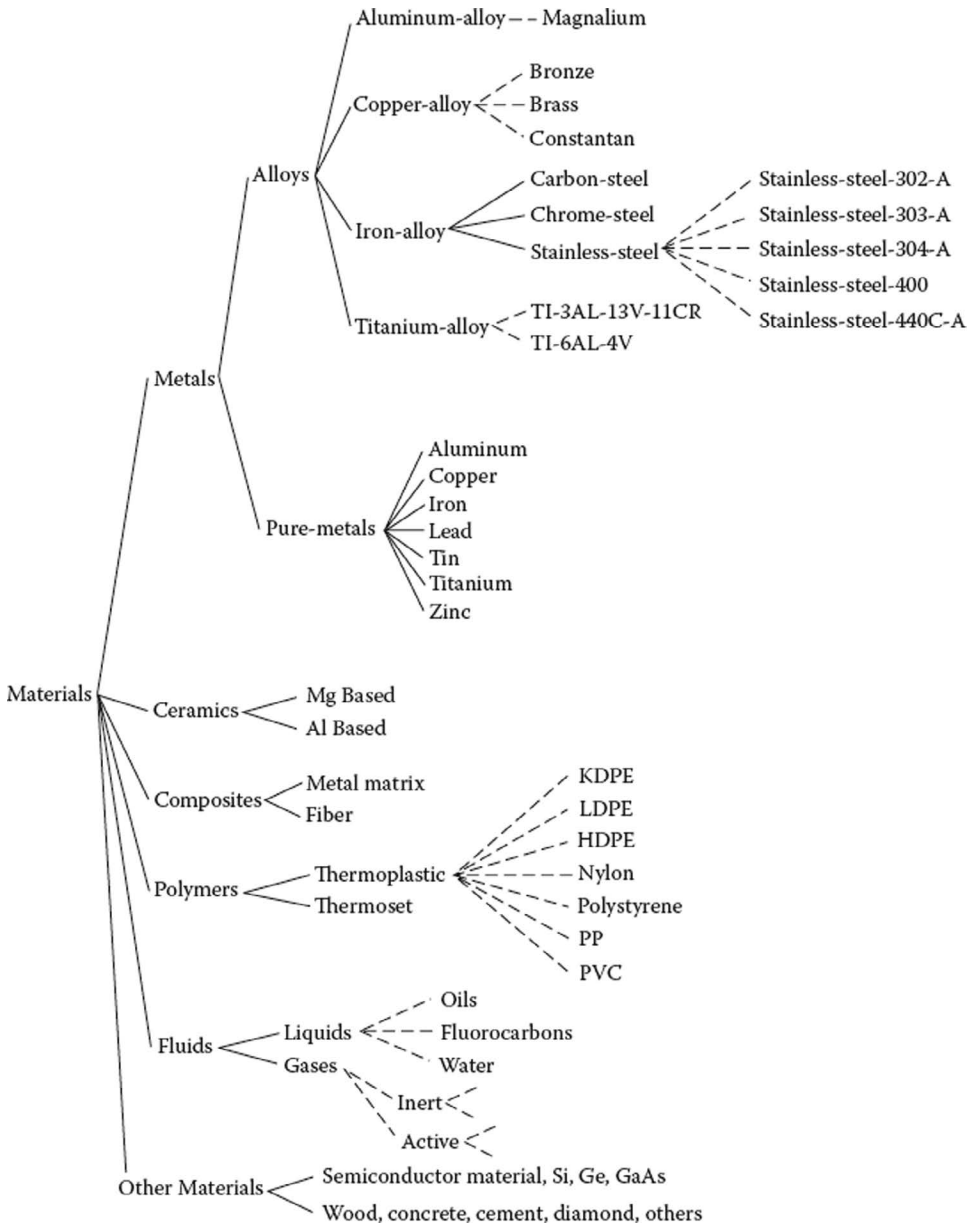 Aluminum-alloy
Magnalium
Bronze
Copper-alloy
Brass
Constantan
Alloys
Carbon-steel
Stainless-steel-302-A
Chrome-steel
Stainless-steel-303-A
Iron-alloy
Stainless-steel
Stainless-steel-304-A
Stainless-steel-400
Titanium-alloy
TI-3AL-13V-11CR
Stainless-steel-440C-A
TI-6AL-4V
Metals
Aluminum
Copper
Iron
Pure-metals
Lead
Tin
Titanium
Zinc
Materials
Ceramics
Mg Based
Al Based
Composites
Metal matrix
Fiber
KDPE
LDPE
HDPE
Polymers
Thermoplastic
Nylon
Thermoset
Polystyrene
PP
PVC
Oils
Fluids
Liquids
Fluorocarbons
Gases
Water
Inert
Active
Other Materials
Semiconductor material, Si, Ge, GaAs
Wood, concrete, cement, diamond, others